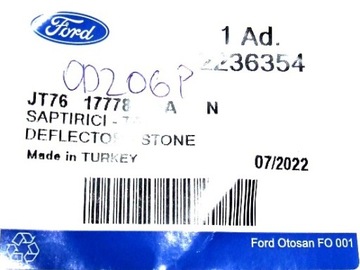 Ford
1 Ad.
2236354
OD206P
JT76 17778 A N
SAPTIRICI -
DEFLECTOR STONE
Made in TURKEY
07/2022
Ford Otosan FO 001